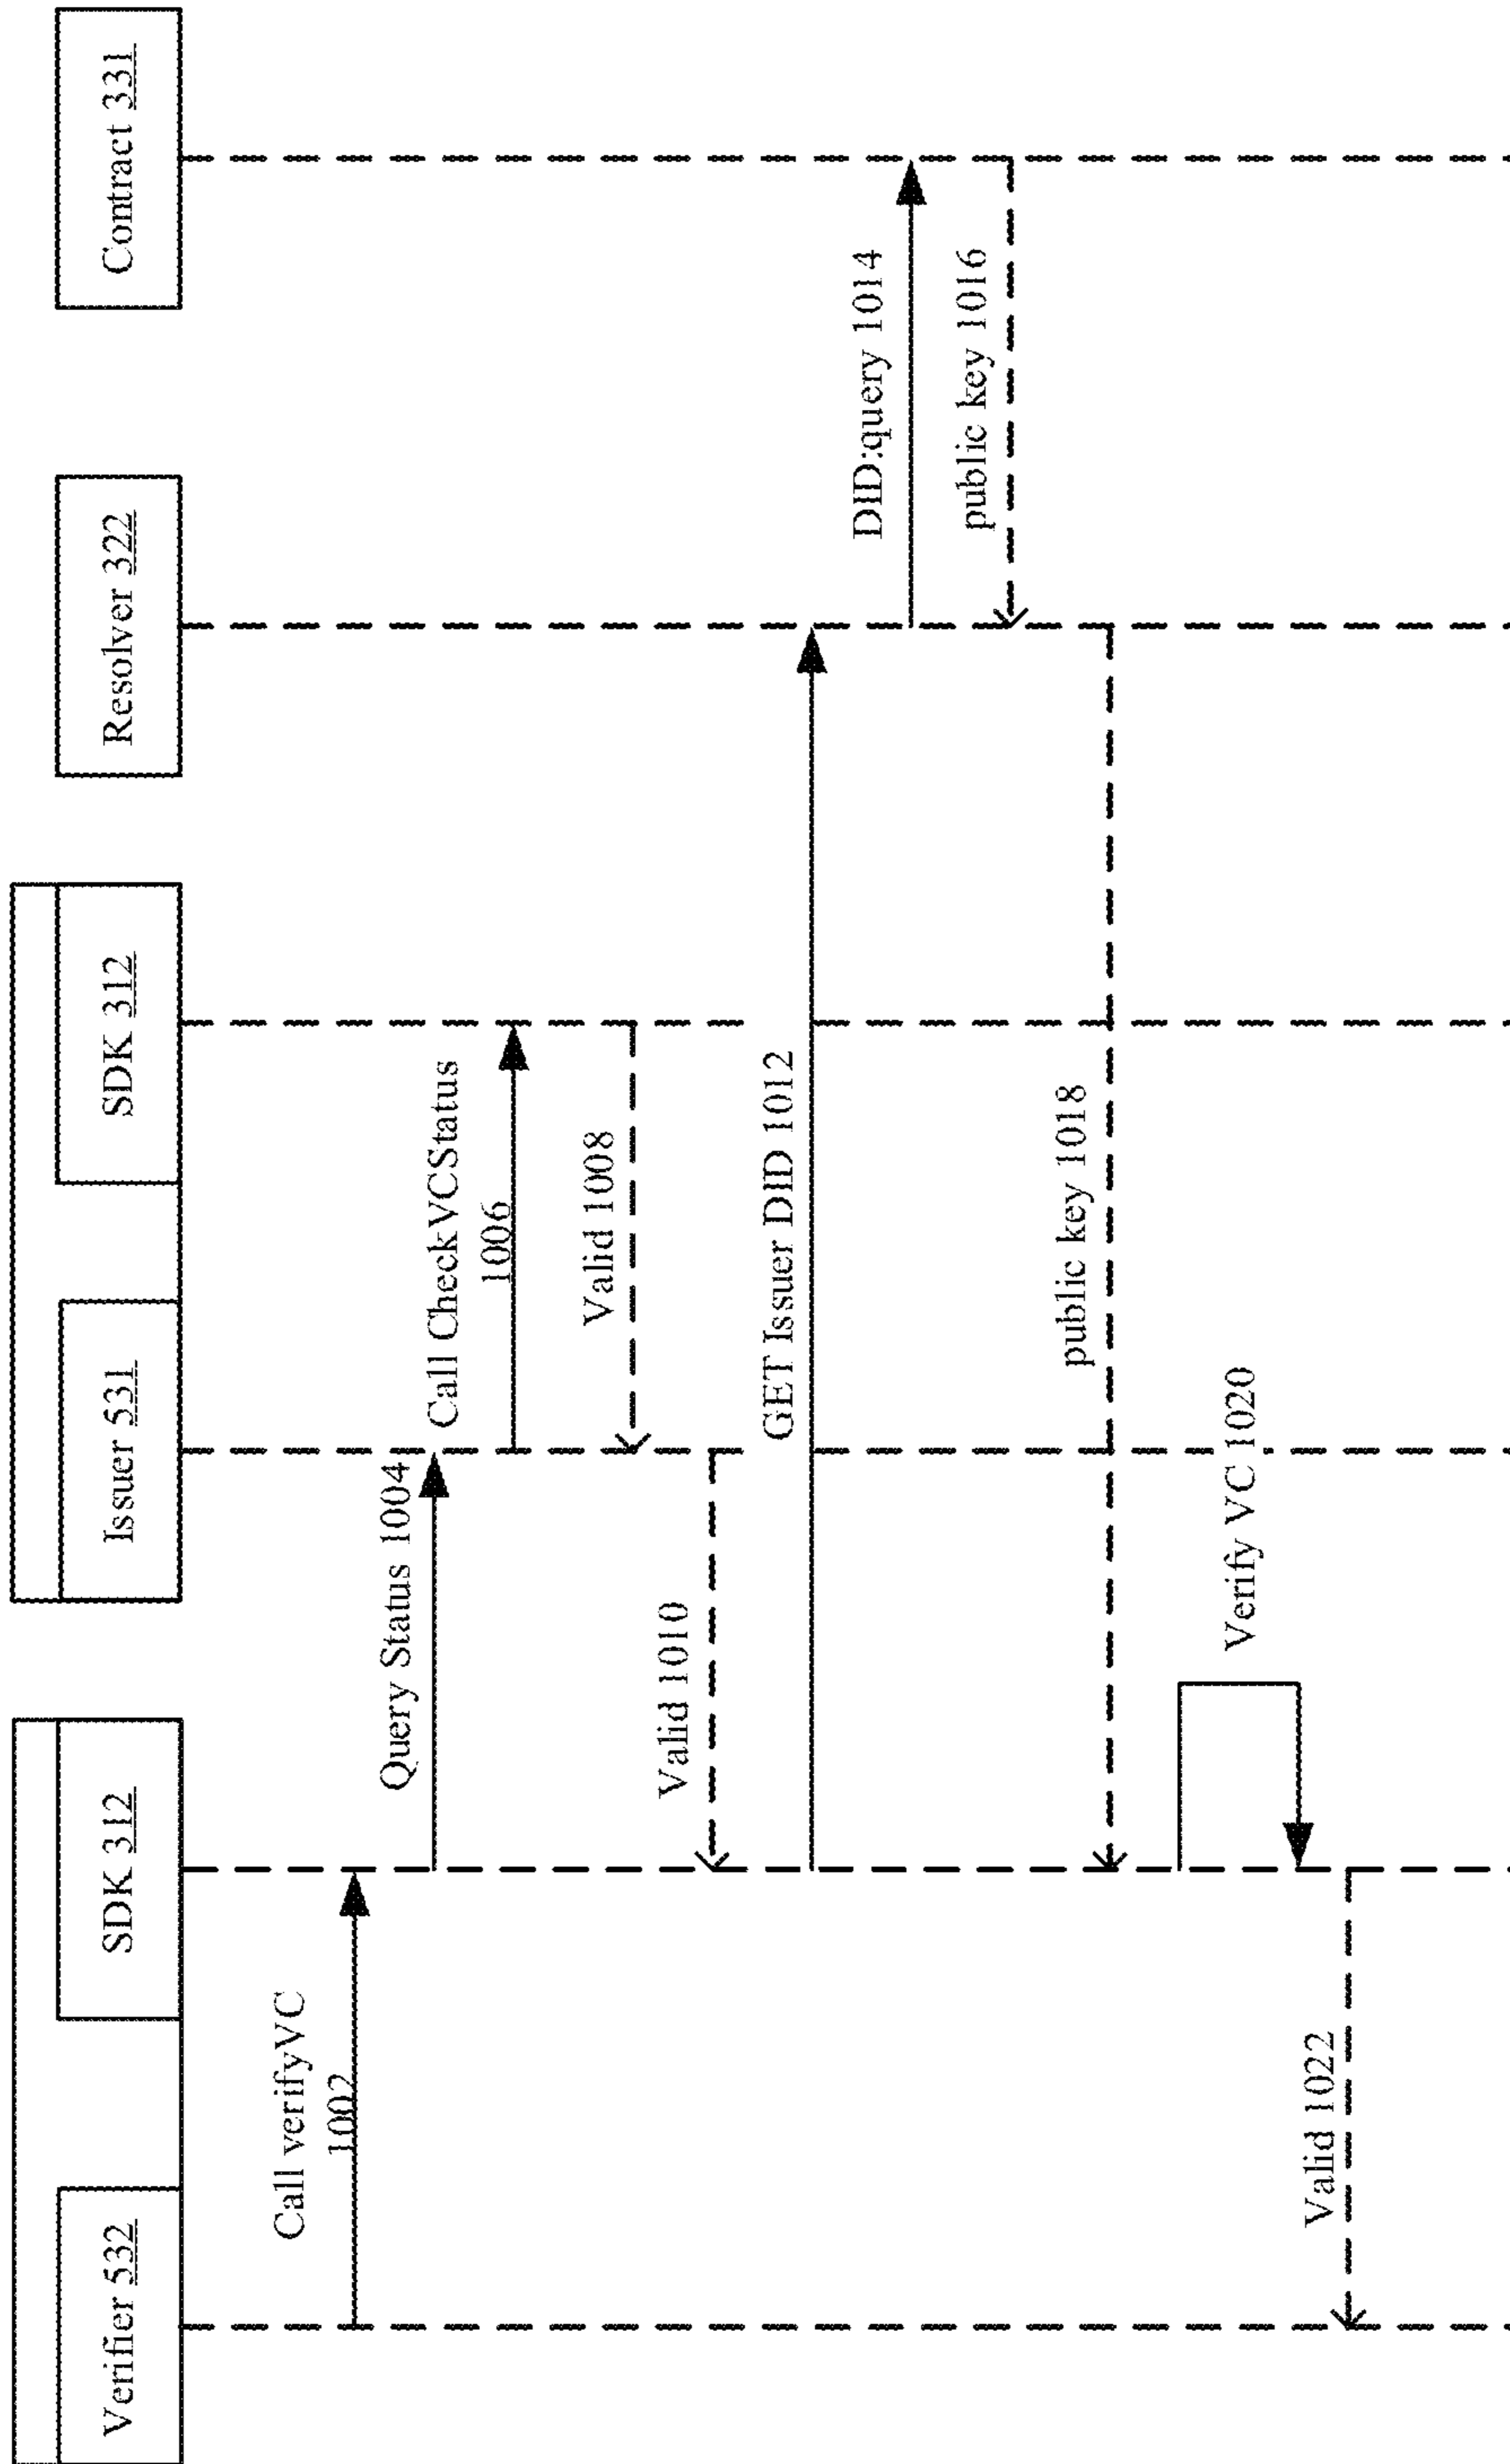 Verifier 532
SDK 312
Issuer 531
SDK 312
Resolver 322
Contract 331
Call verifyVC
1002
Query Status 1004
Call CheckVCStatus
1006
Valid 1008
Valid 1010
GET Issuer DID 1012
DID:query 1014
public key 1016
public key 1018
Verify VC 1020
Valid 1022